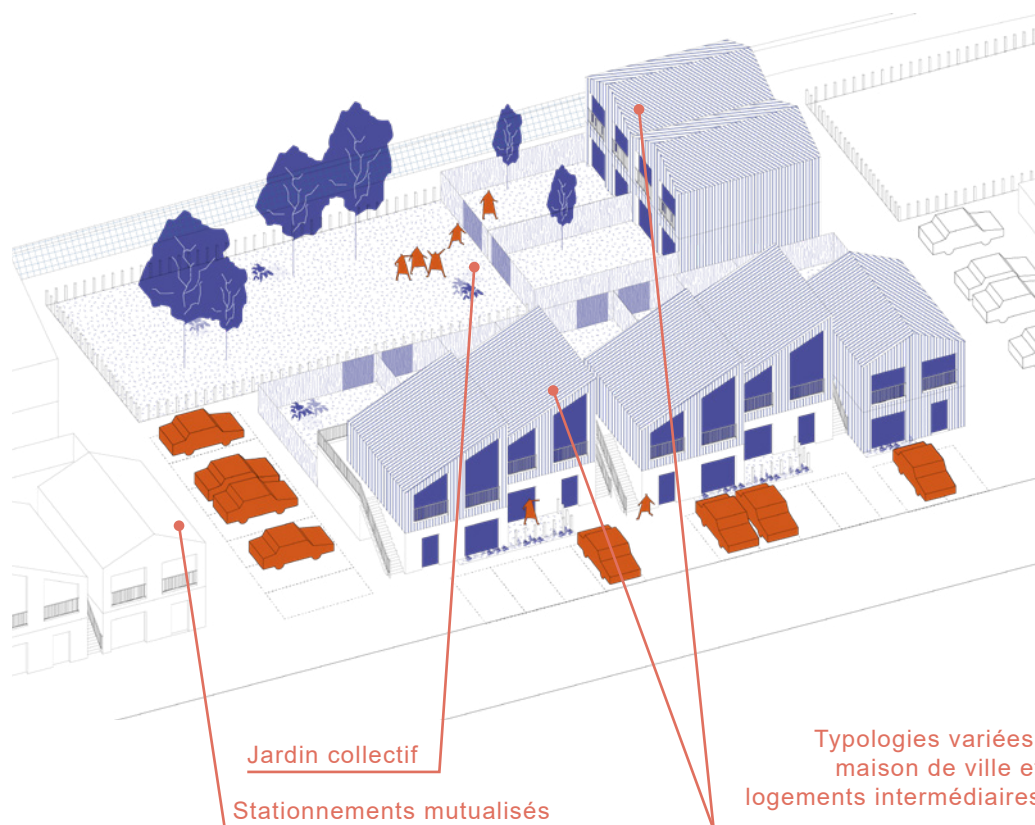 Jardin collectif
Stationnements mutualisés
Typologies variées
maison de ville e
logements intermédiaires